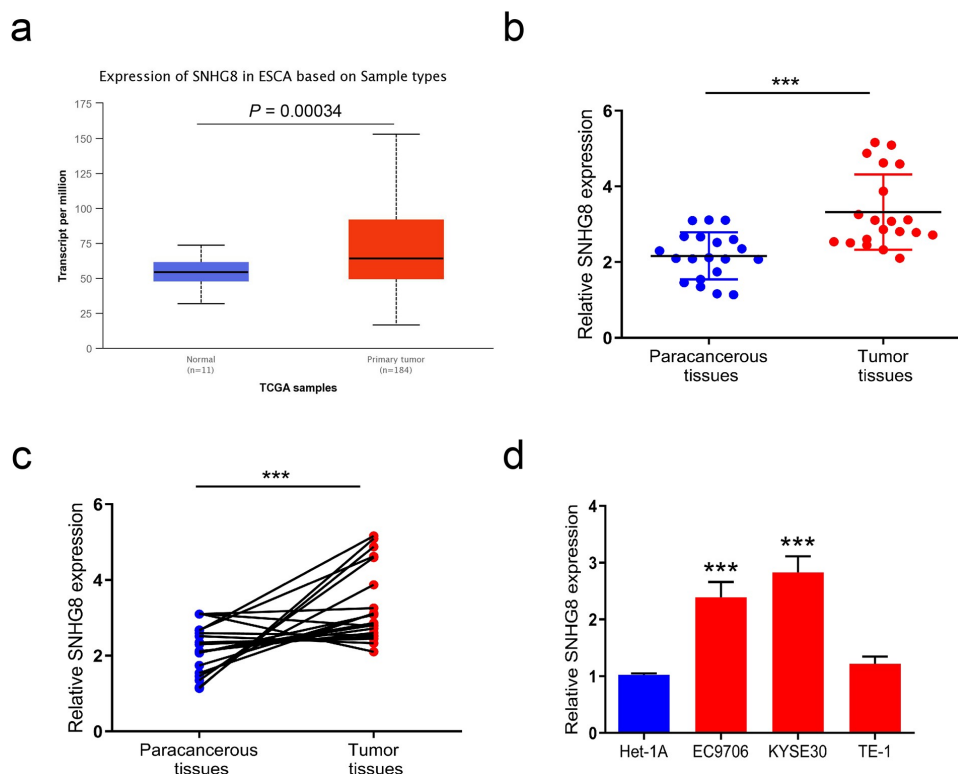 a
Expression of SNHG8 in ESCA based on Sample types
P = 0.00034
Transcript per million
175
150
125
100
75
50
25
0
Normal
(n=11)
Primary tumor
(n=184)
TCGA samples
b
***
Relative SNHG8 expression
6
4
2
0
Paracancerous
tissues
Tumor
tissues
c
***
Relative SNHG8 expression
6
4
2
0
Paracancerous
tissues
Tumor
tissues
d
Relative SNHG8 expression
4
3
2
1
0
***
***
Het-1A
EC9706
KYSE30
TE-1